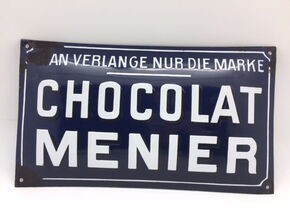 AN VERLANGE NUR DIE MARKE
CHOCOLAT
MENIER